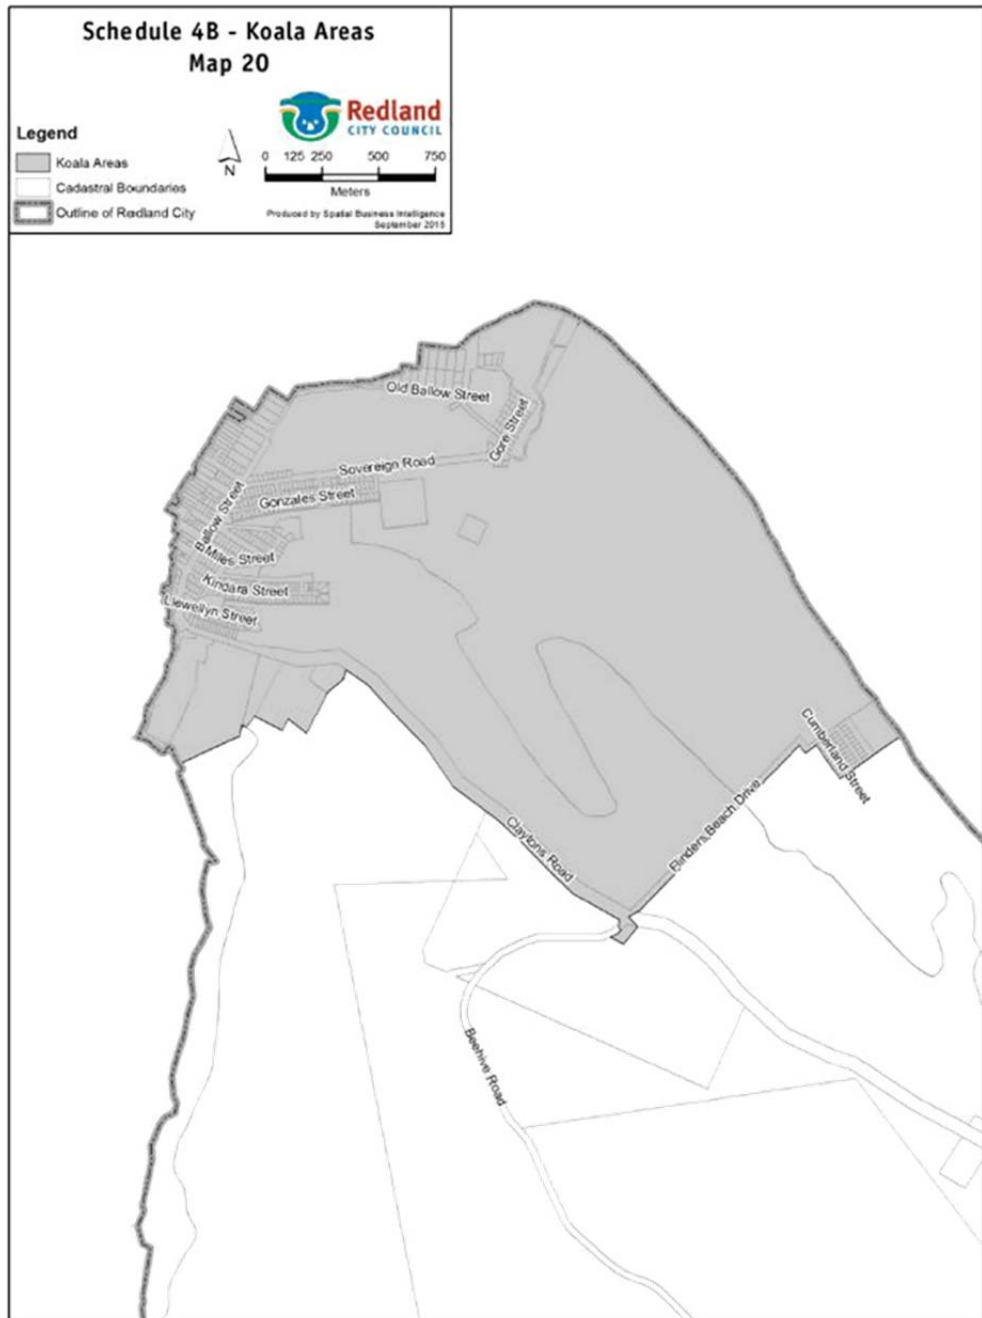 Schedule 4B - Koala Areas
Map 20
Redland
CITY COUNCIL
Legend
Koala Areas
Cadastral Boundaries
Outline of Redland City
N
0 125 250 500 750
Meters
Produced by Spatial Business Intelligence
September 2015
Old Ballow Street
Gore Street
Sovereign Road
Gonzales Street
Ballow Street
Miles Street
Kindara Street
Llewellyn Street
Cumberland Street
Flinders Beach Drive
Claytons Road
Beehive Road